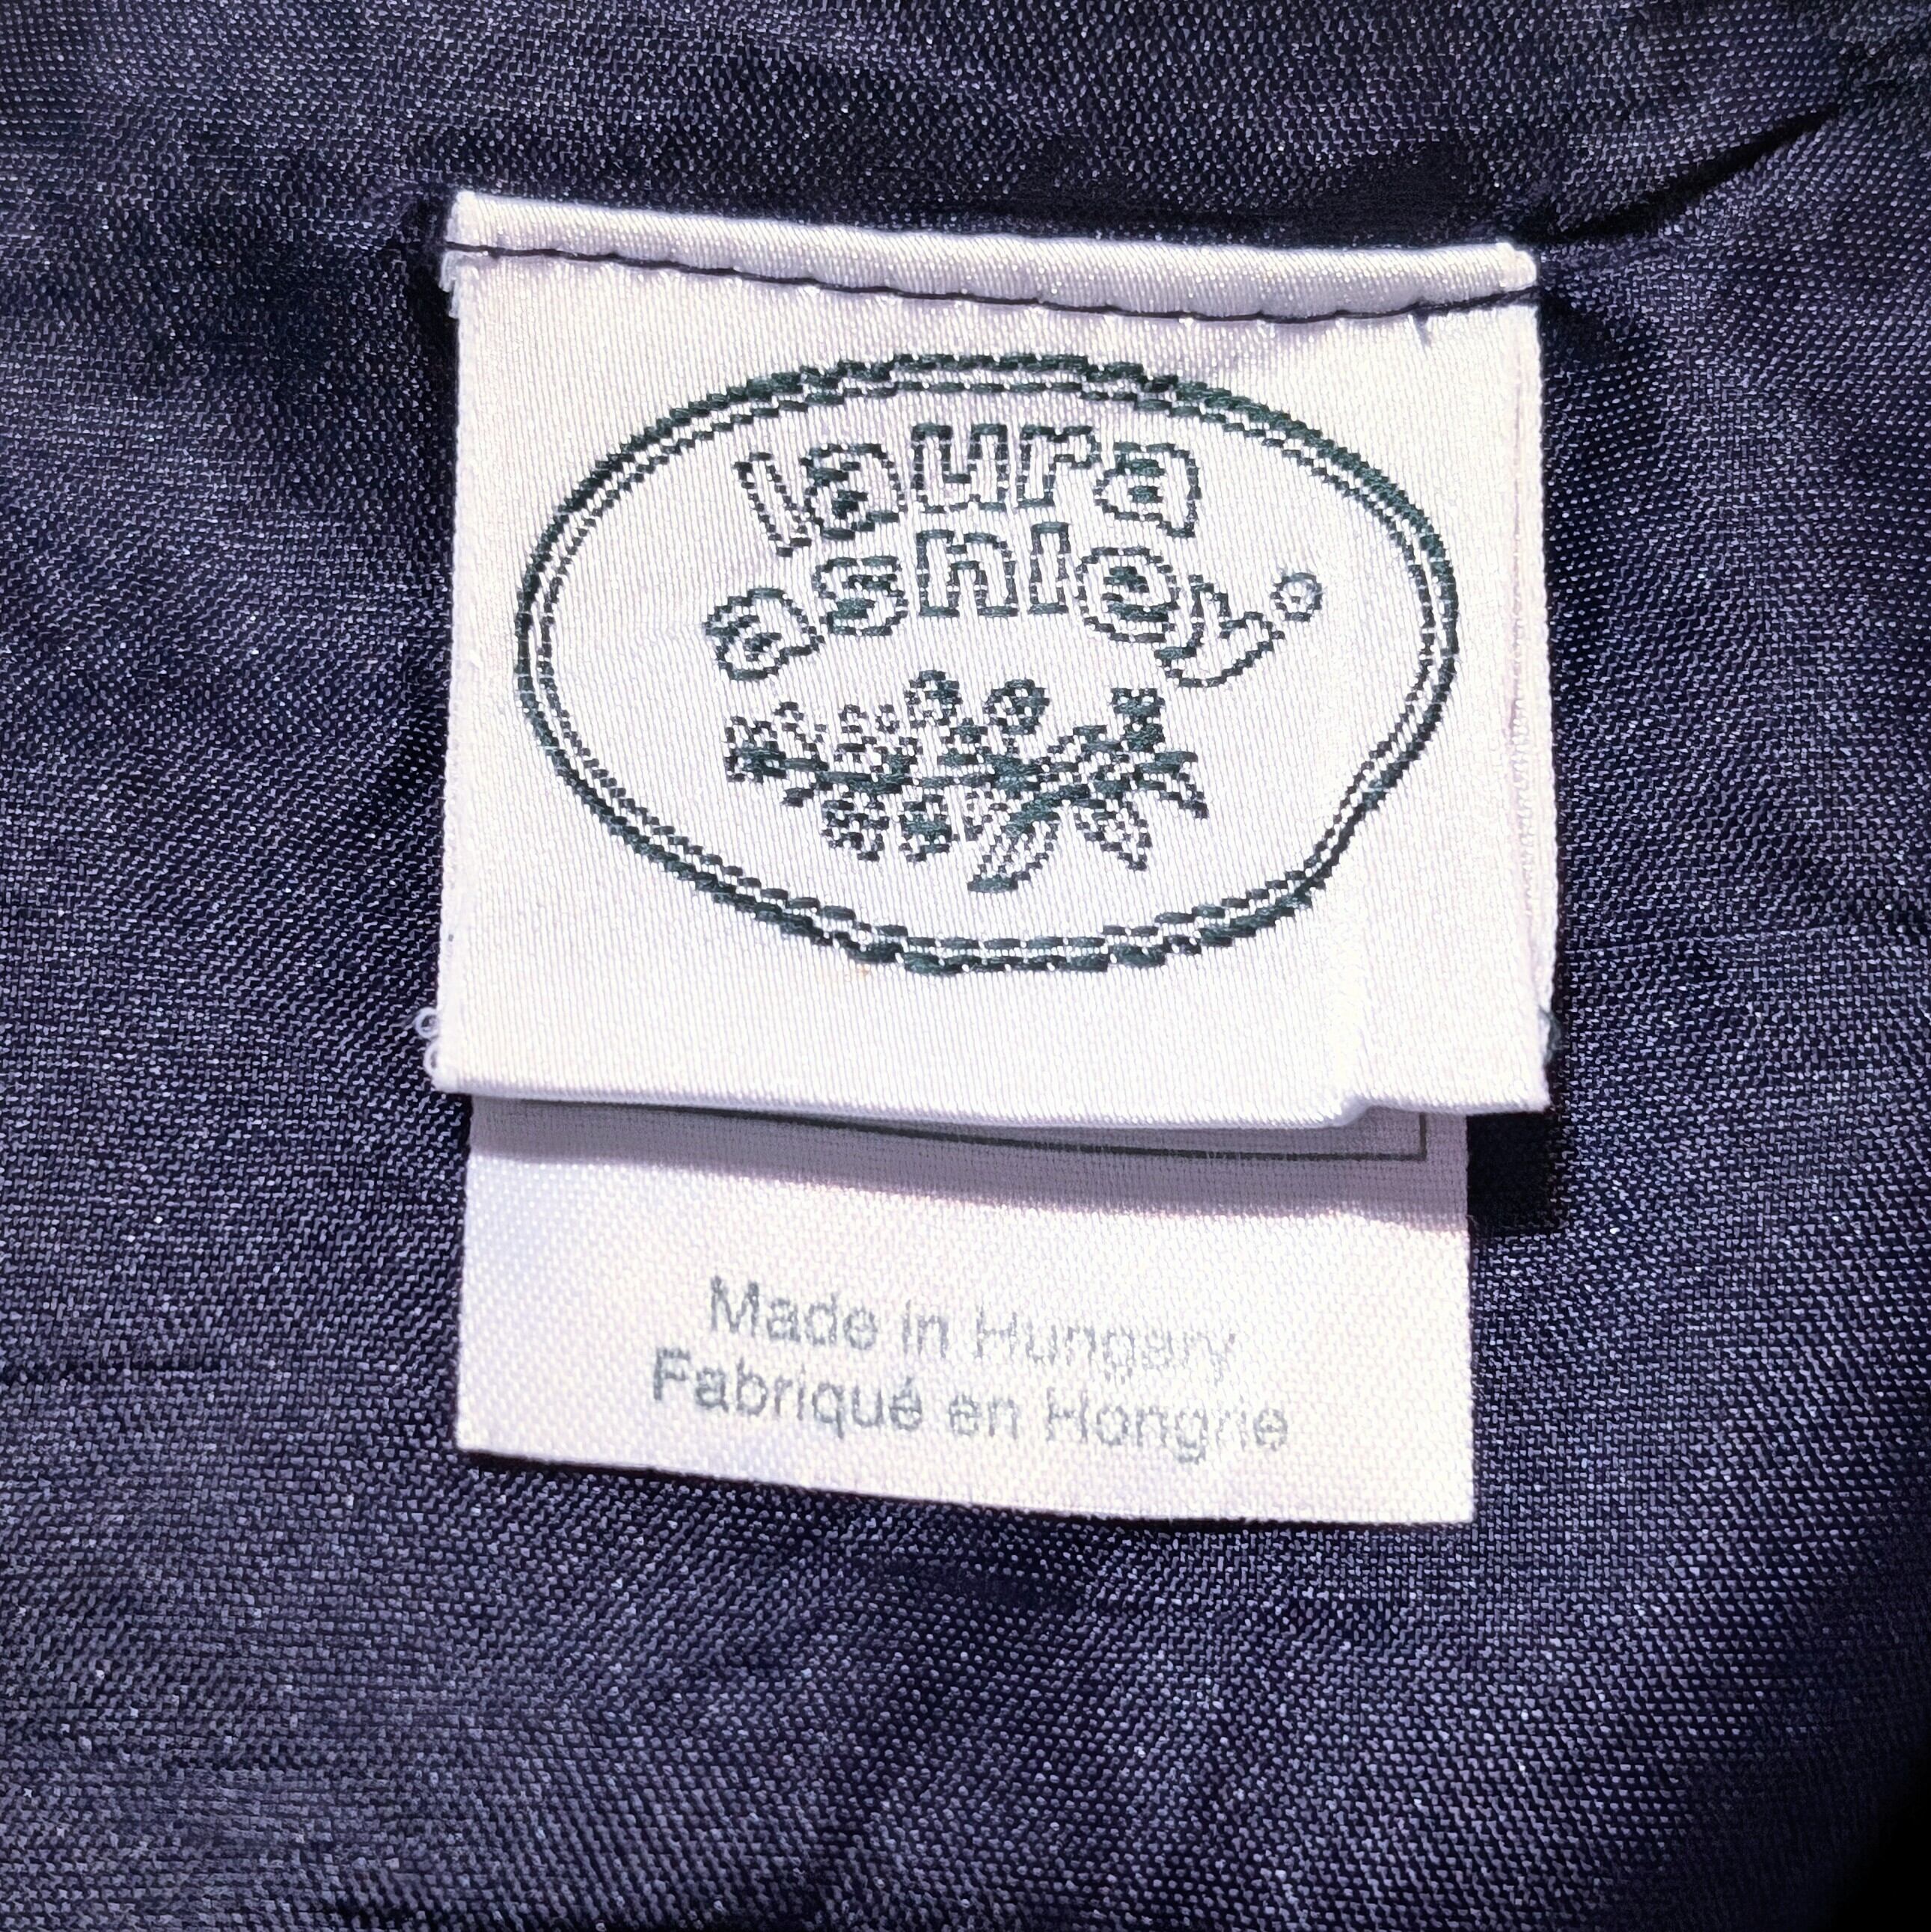 laura
ashley
Made in Hungary
Fabriqué en Hongrie